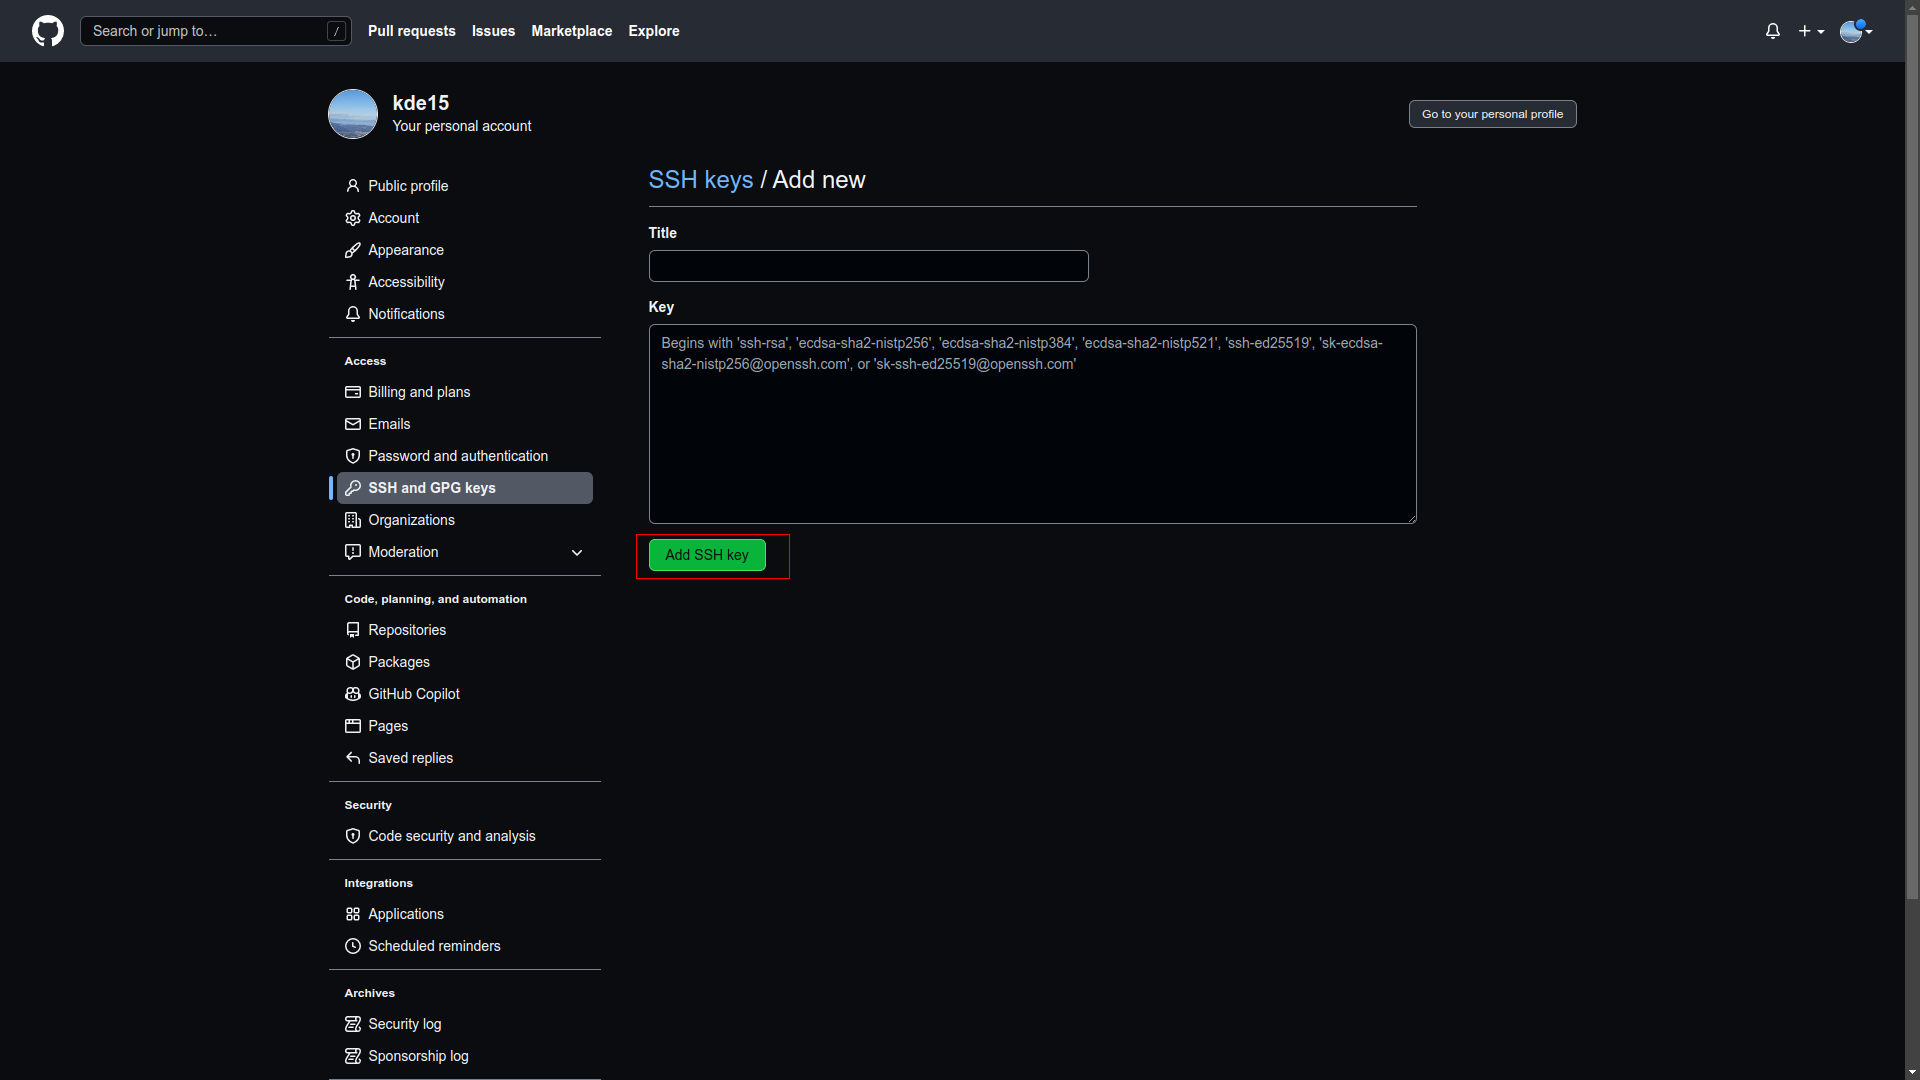 Search or jump to…
/
Pull requests
Issues
Marketplace
Explore
kde15
Your personal account
Go to your personal profile
Public profile
Account
Appearance
Accessibility
Notifications
Access
Billing and plans
Emails
Password and authentication
SSH and GPG keys
Organizations
Moderation
Code, planning, and automation
Repositories
Packages
GitHub Copilot
Pages
Saved replies
Security
Code security and analysis
Integrations
Applications
Scheduled reminders
Archives
Security log
Sponsorship log
SSH keys / Add new
Title
Key
Begins with 'ssh-rsa', 'ecdsa-sha2-nistp256', 'ecdsa-sha2-nistp384', 'ecdsa-sha2-nistp521', 'ssh-ed25519', 'sk-ecdsa-
sha2-nistp256@openssh.com', or 'sk-ssh-ed25519@openssh.com'
Add SSH key